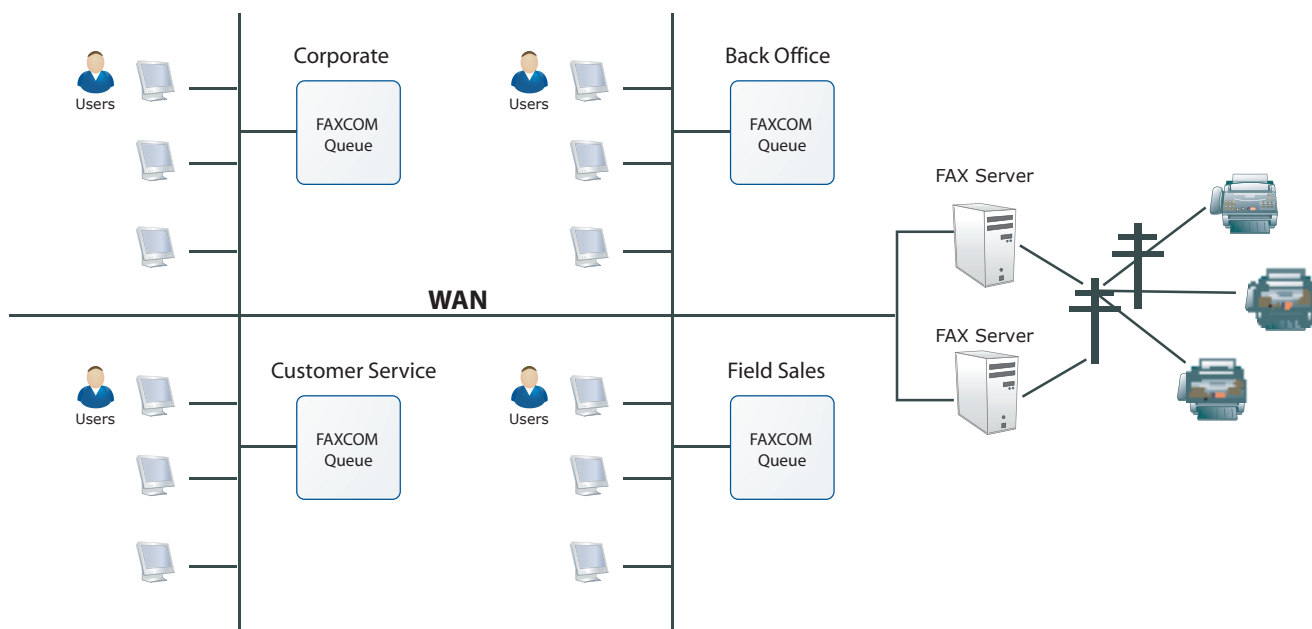 Corporate
Users
FAXCOM
Queue
Back Office
Users
FAXCOM
Queue
FAX Server
WAN
FAX Server
Customer Service
Users
FAXCOM
Queue
Field Sales
Users
FAXCOM
Queue